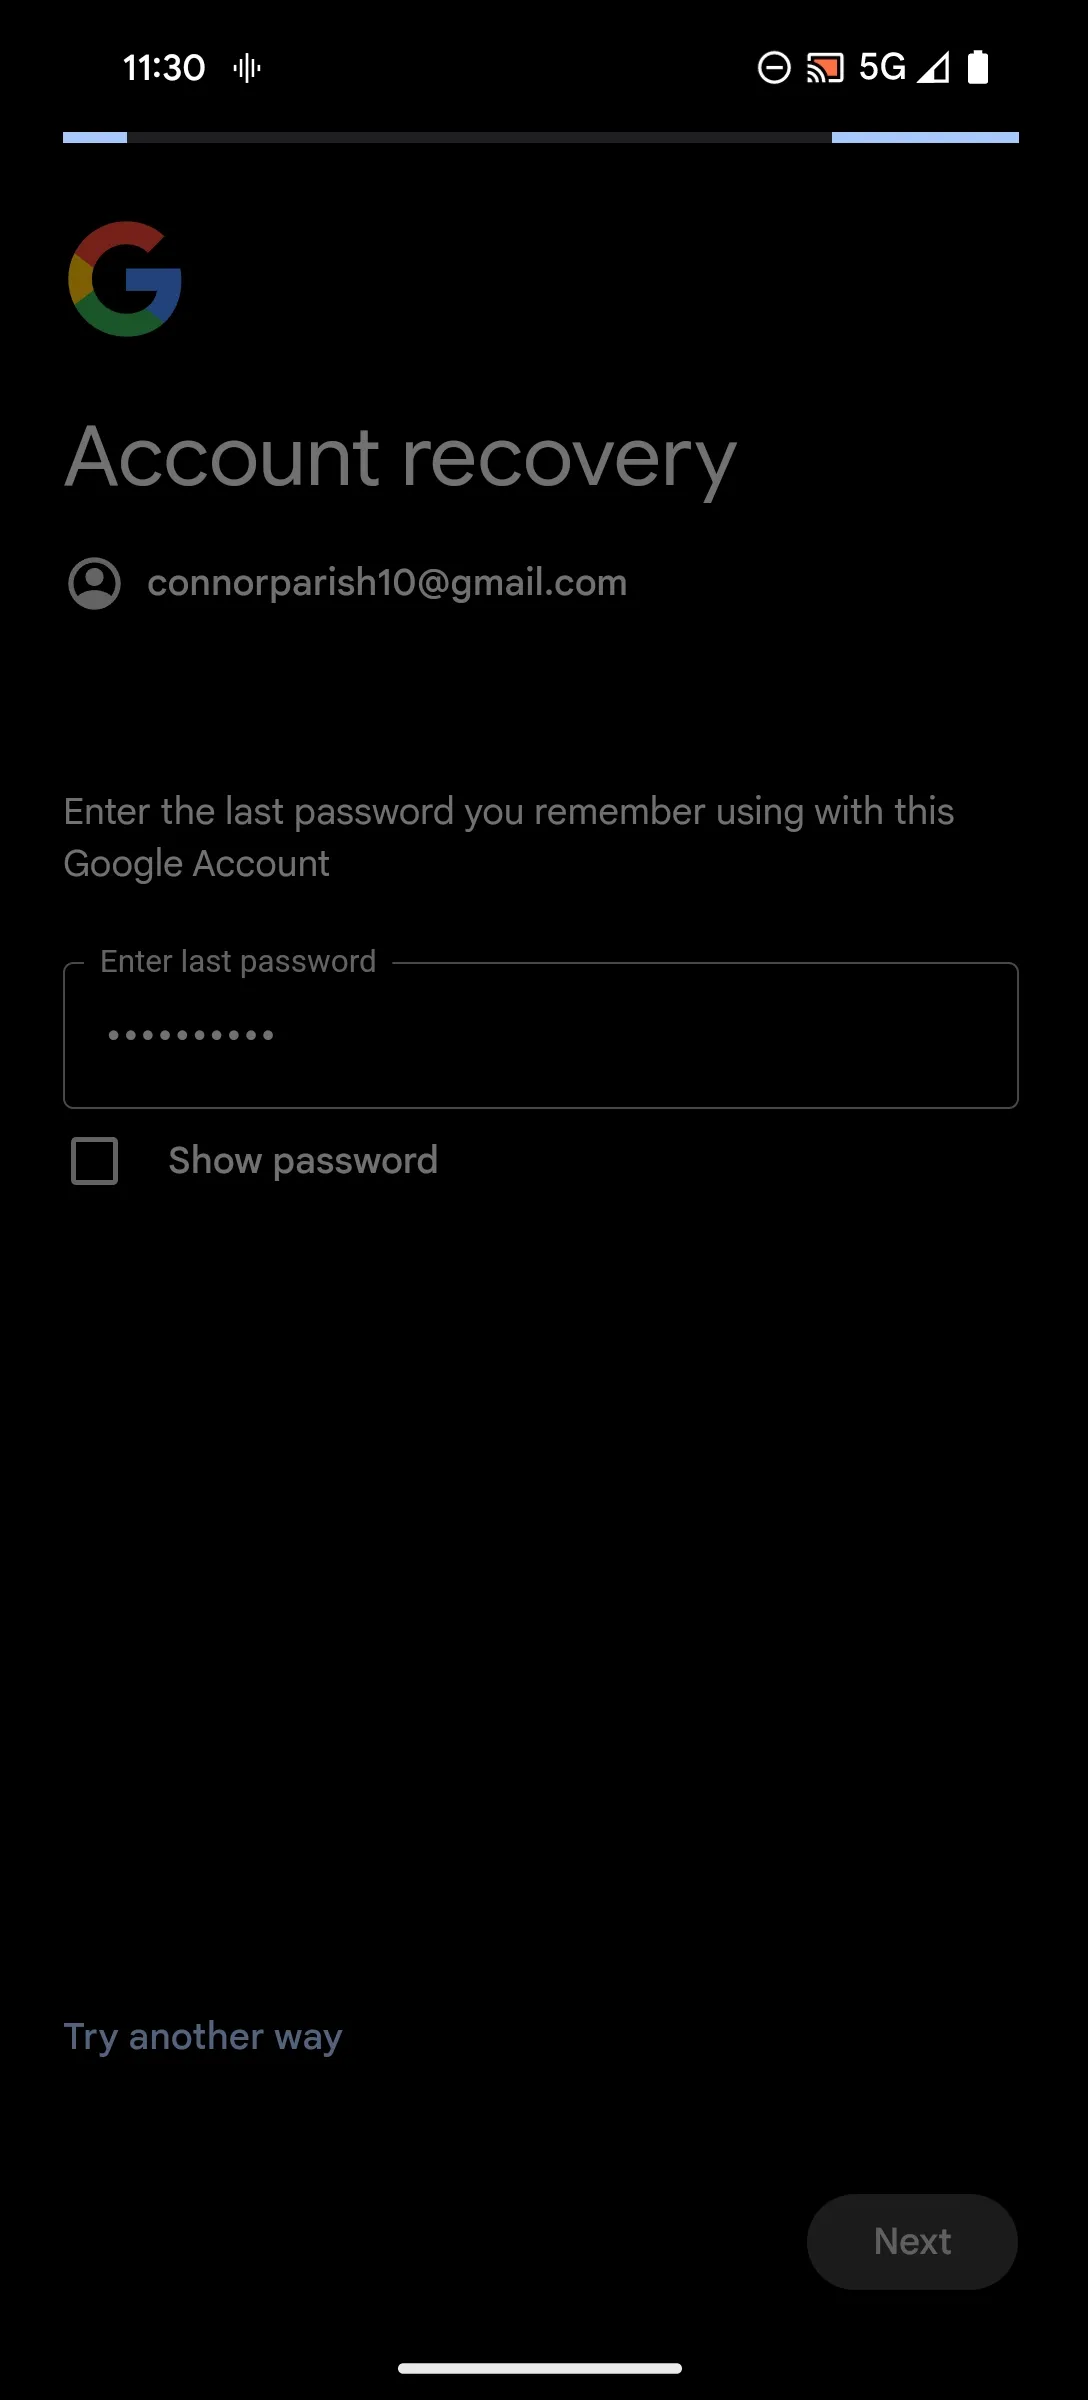 11:30
5G
Account recovery
connorparish10@gmail.com
Enter the last password you remember using with this
Google Account
Enter last password
••••••••••
Show password
Try another way
Next